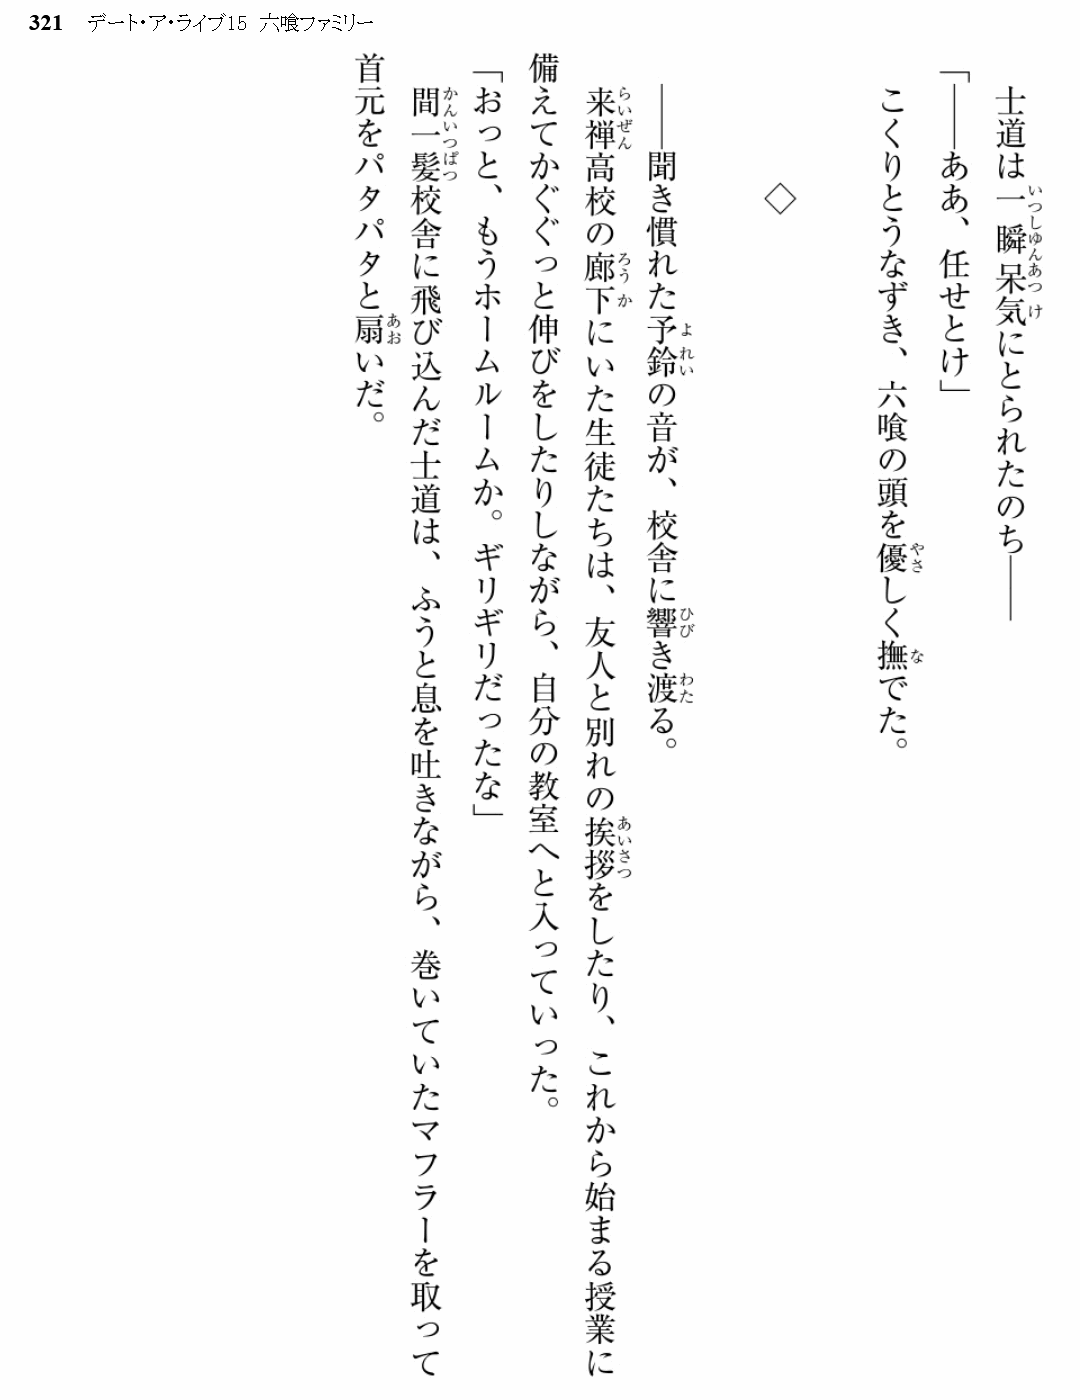 321 デート・ア・ライブ15 六喰ファミリー
士道は一瞬呆気にとられたのち――
「――ああ、任せとけ」
こくりとうなずき、六喰の頭を優しく撫でた。
◇
――聞き慣れた予鈴の音が、校舎に響き渡る。
来禅高校の廊下にいた生徒たちは、友人と別れの挨拶をしたり、これから始まる授業に
備えてかぐぐっと伸びをしたりしながら、自分の教室へと入っていった。
「おっと、もうホームルームか。ギリギリだったな」
間一髪校舎に飛び込んだ士道は、ふうと息を吐きながら、巻いていたマフラーを取って
首元をパタパタと扇いだ。